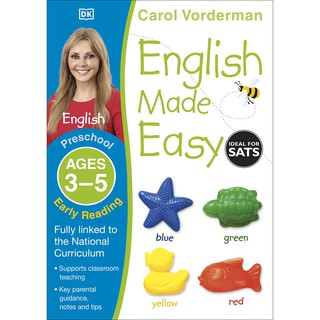 DK
Carol Vorderman
English
Made
Easy
IDEAL FOR
SATS
English
Preschool
AGES
3–5
Early Reading
Fully linked to
the National
Curriculum
• Supports classroom
teaching
• Key parental
guidance,
notes and tips
blue
green
yellow
red